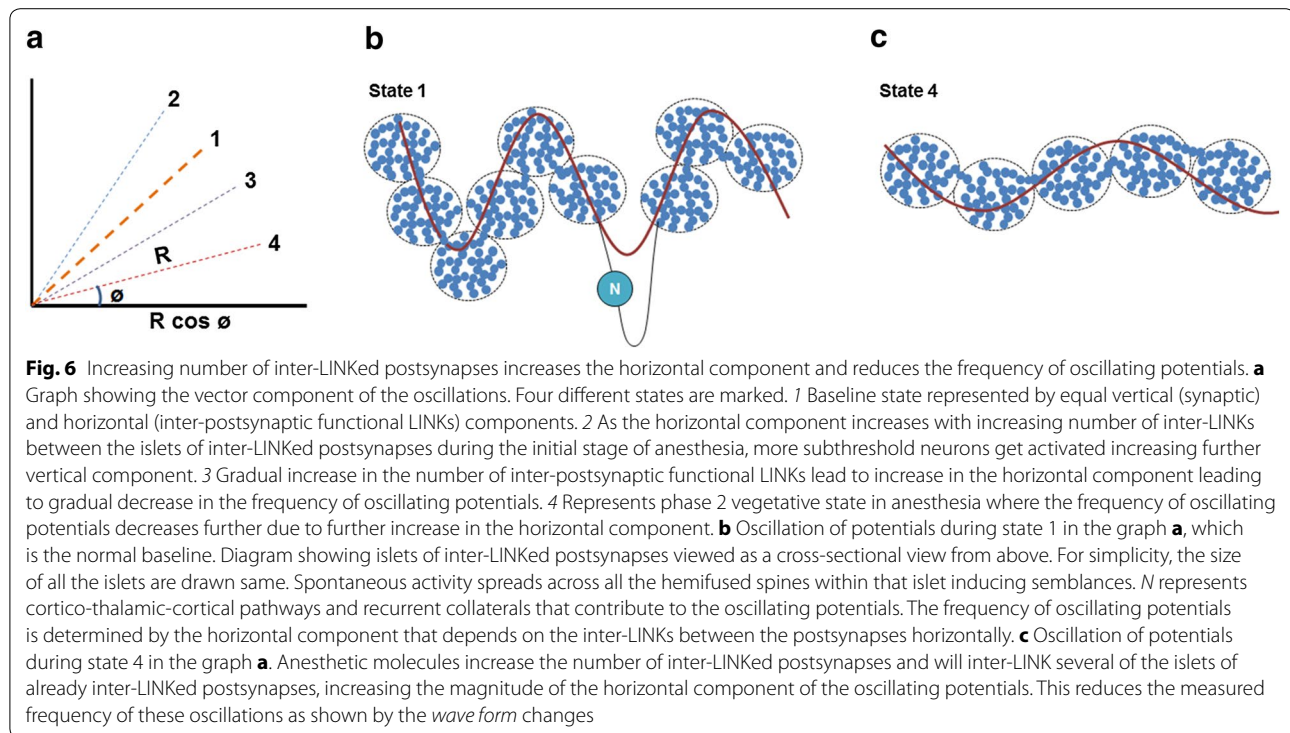 a
2
1
3
4
R
ø
R cos ø
b
State 1
N
c
State 4
Fig. 6 Increasing number of inter-LINKed postsynapses increases the horizontal component and reduces the frequency of oscillating potentials. a
Graph showing the vector component of the oscillations. Four different states are marked. 1 Baseline state represented by equal vertical (synaptic)
and horizontal (inter-postsynaptic functional LINKs) components. 2 As the horizontal component increases with increasing number of inter-LINKs
between the islets of inter-LINKed postsynapses during the initial stage of anesthesia, more subthreshold neurons get activated increasing further
vertical component. 3 Gradual increase in the number of inter-postsynaptic functional LINKs lead to increase in the horizontal component leading
to gradual decrease in the frequency of oscillating potentials. 4 Represents phase 2 vegetative state in anesthesia where the frequency of oscillating
potentials decreases further due to further increase in the horizontal component. b Oscillation of potentials during state 1 in the graph a, which
is the normal baseline. Diagram showing islets of inter-LINKed postsynapses viewed as a cross-sectional view from above. For simplicity, the size
of all the islets are drawn same. Spontaneous activity spreads across all the hemifused spines within that islet inducing semblances. N represents
cortico-thalamic-cortical pathways and recurrent collaterals that contribute to the oscillating potentials. The frequency of oscillating potentials
is determined by the horizontal component that depends on the inter-LINKs between the postsynapses horizontally. c Oscillation of potentials
during state 4 in the graph a. Anesthetic molecules increase the number of inter-LINKed postsynapses and will inter-LINK several of the islets of
already inter-LINKed postsynapses, increasing the magnitude of the horizontal component of the oscillating potentials. This reduces the measured
frequency of these oscillations as shown by the wave form changes